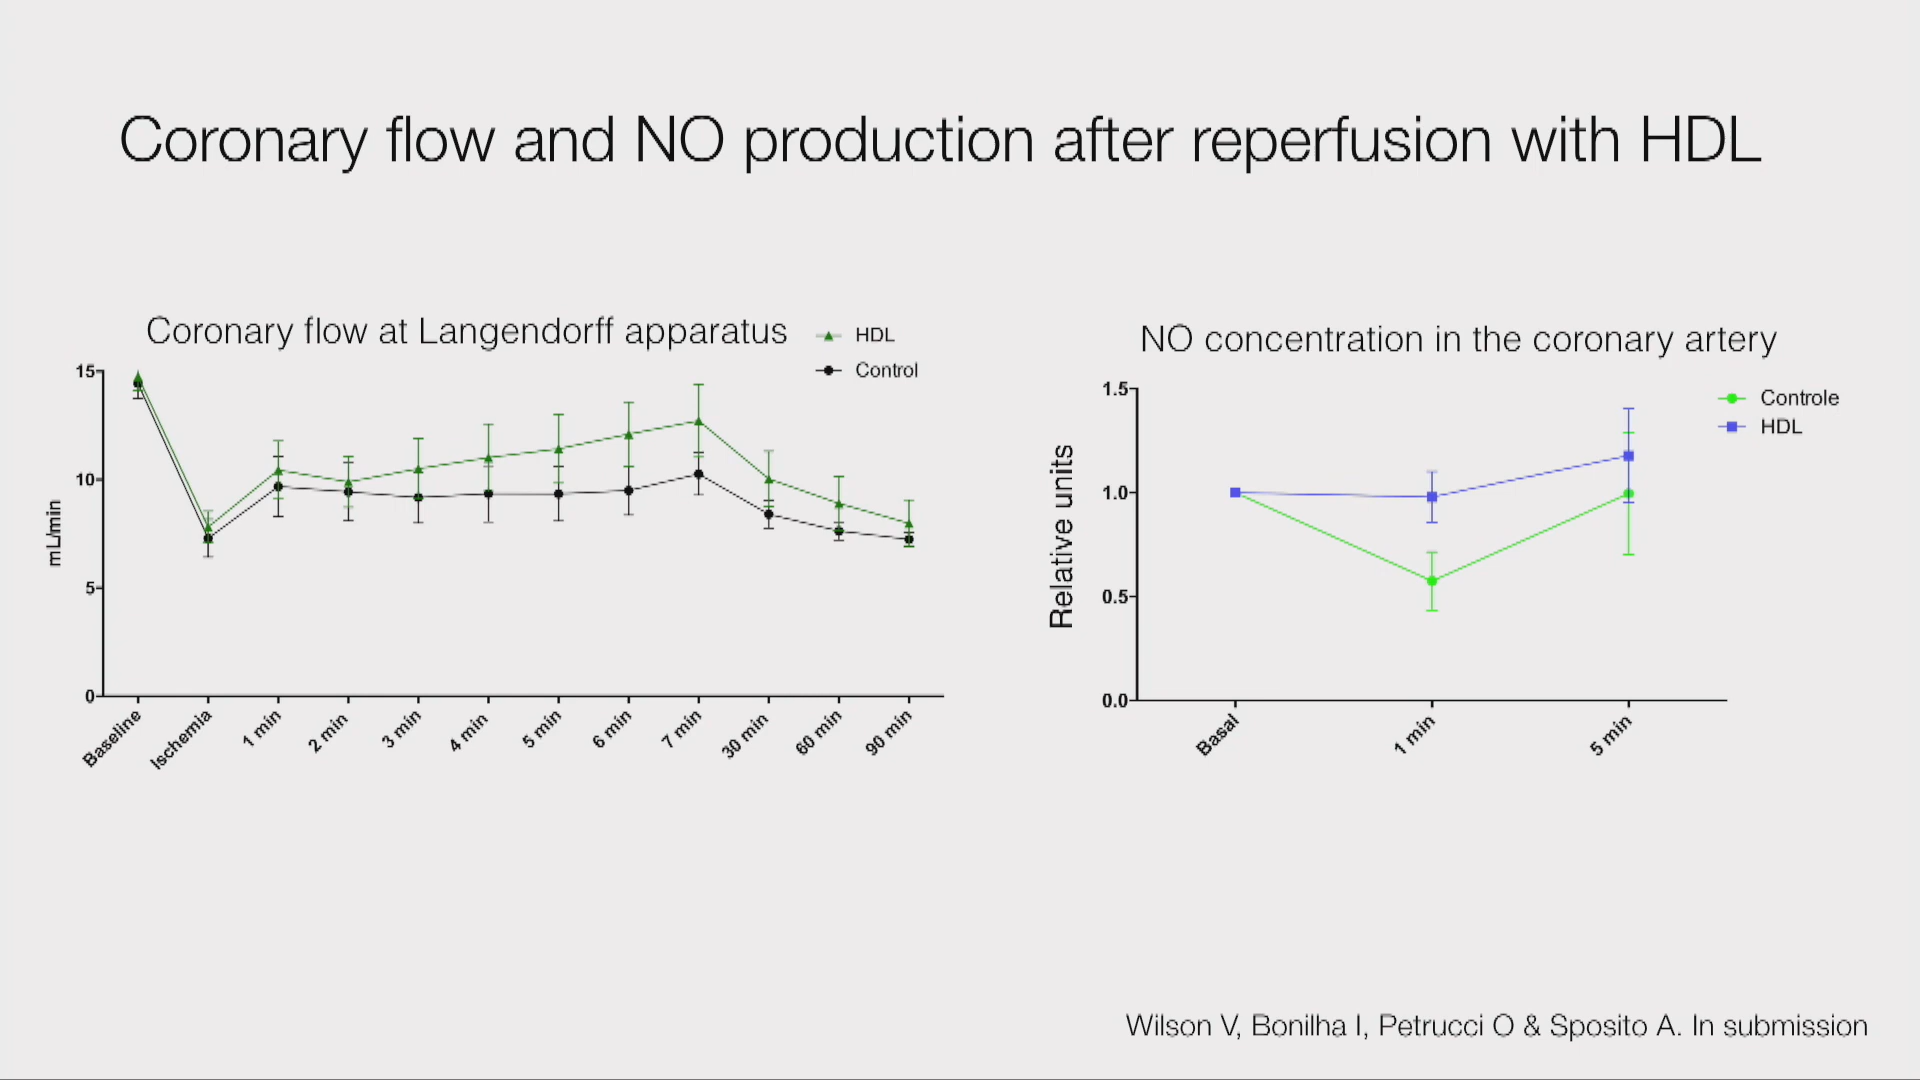 Coronary flow and NO production after reperfusion with HDL
Coronary flow at Langendorff apparatus
HDL
Control
mL/min
15
10
5
0
Baseline
Ischemia
1 min
2 min
3 min
4 min
5 min
6 min
7 min
30 min
60 min
90 min
NO concentration in the coronary artery
Controle
HDL
Relative units
1.5
1.0
0.5
0.0
Basal
1 min
5 min
Wilson V, Bonilha I, Petrucci O & Sposito A. In submission